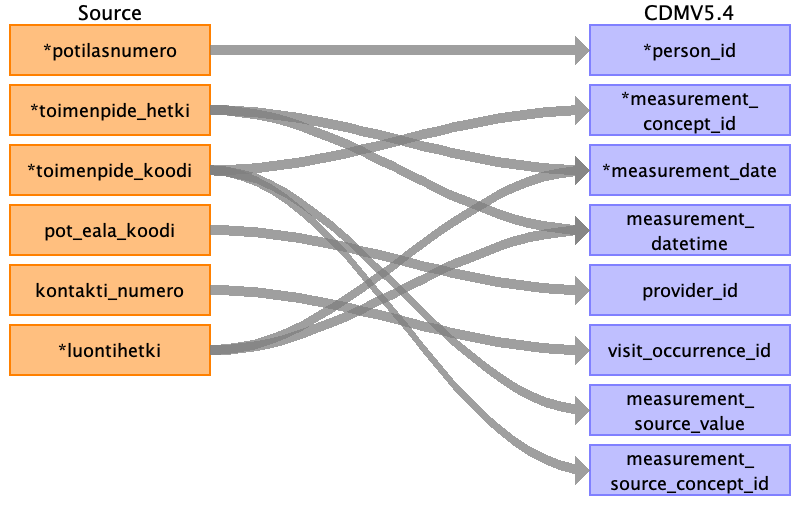 Source
CDMV5.4
*potilasnumero
*person_id
*toimenpide_hetki
*measurement_
concept_id
*toimenpide_koodi
*measurement_date
pot_eala_koodi
measurement_
datetime
kontakti_numero
provider_id
*luontihetki
visit_occurrence_id
measurement_
source_value
measurement_
source_concept_id